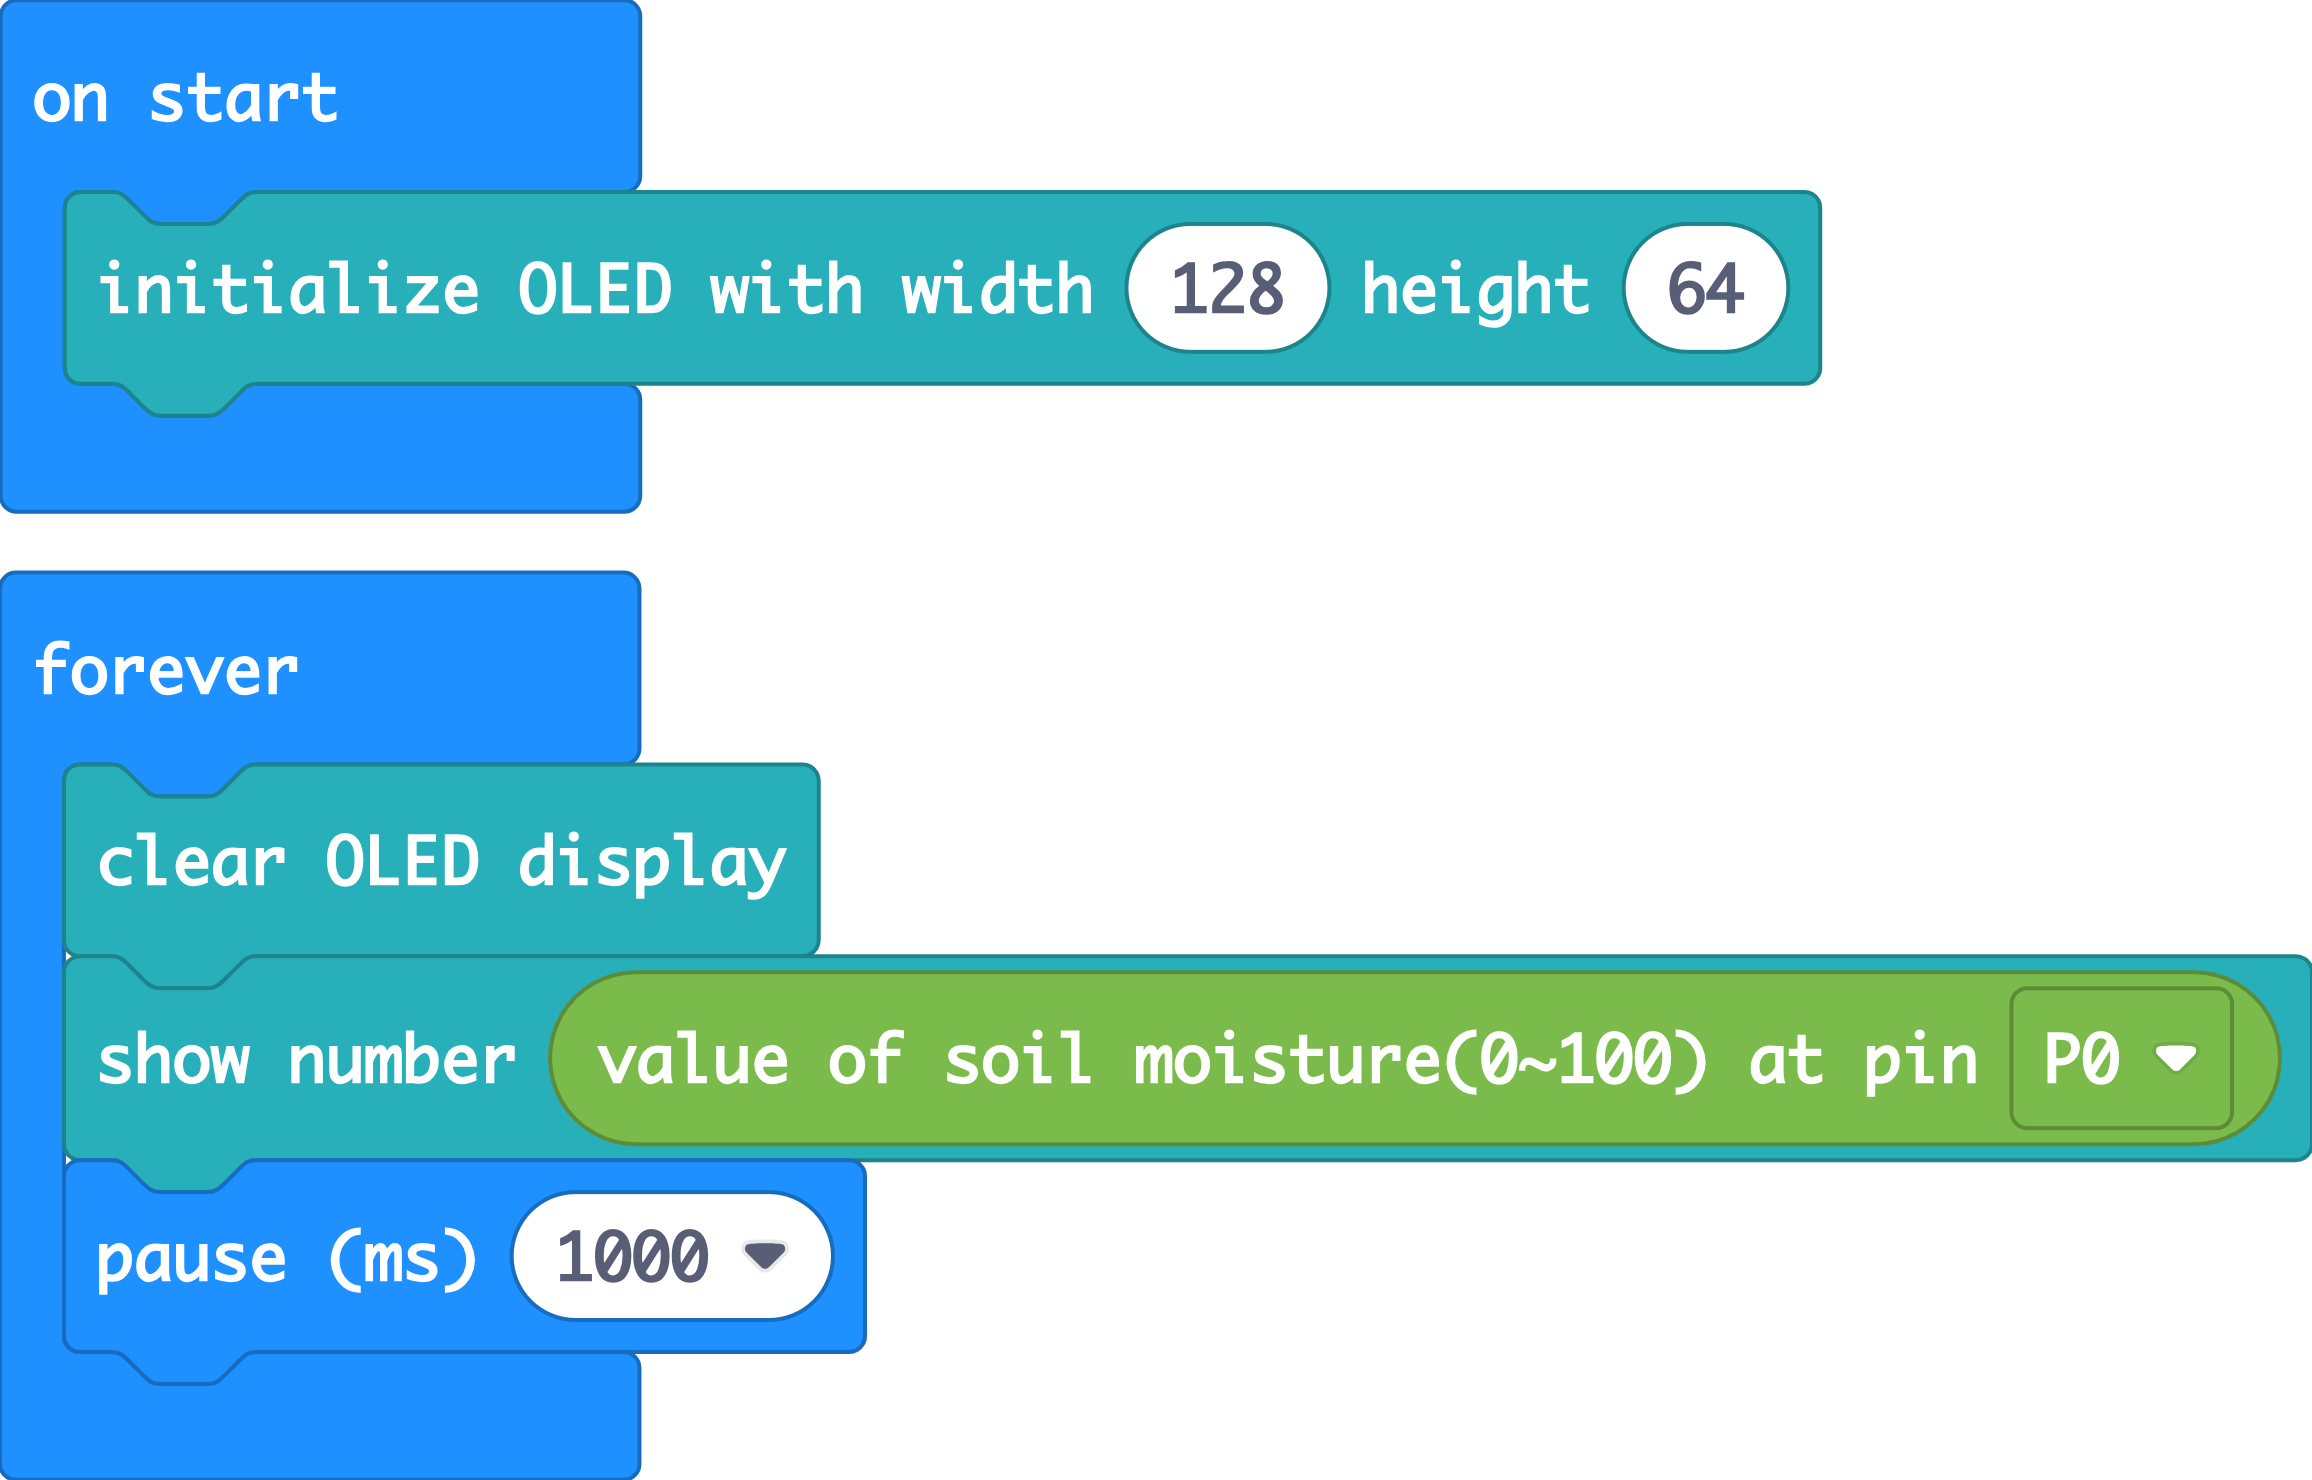 on start
initialize OLED with width 128 height 64
forever
clear OLED display
show number value of soil moisture(0~100) at pin P0
pause (ms) 1000